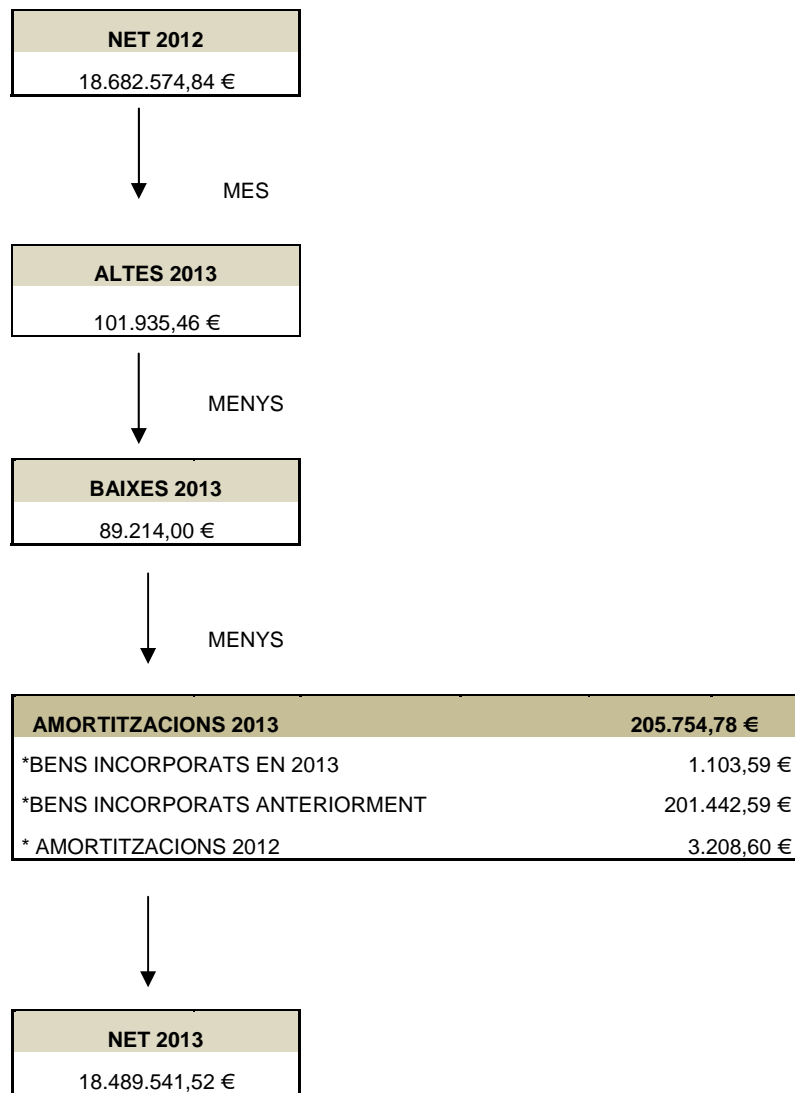 NET 2012
18.682.574,84 €
MES
ALTES 2013
101.935,46 €
MENYS
BAIXES 2013
89.214,00 €
MENYS
AMORTITZACIONS 2013 205.754,78 €
*BENS INCORPORATS EN 2013 1.103,59 €
*BENS INCORPORATS ANTERIORMENT 201.442,59 €
* AMORTITZACIONS 2012 3.208,60 €
NET 2013
18.489.541,52 €